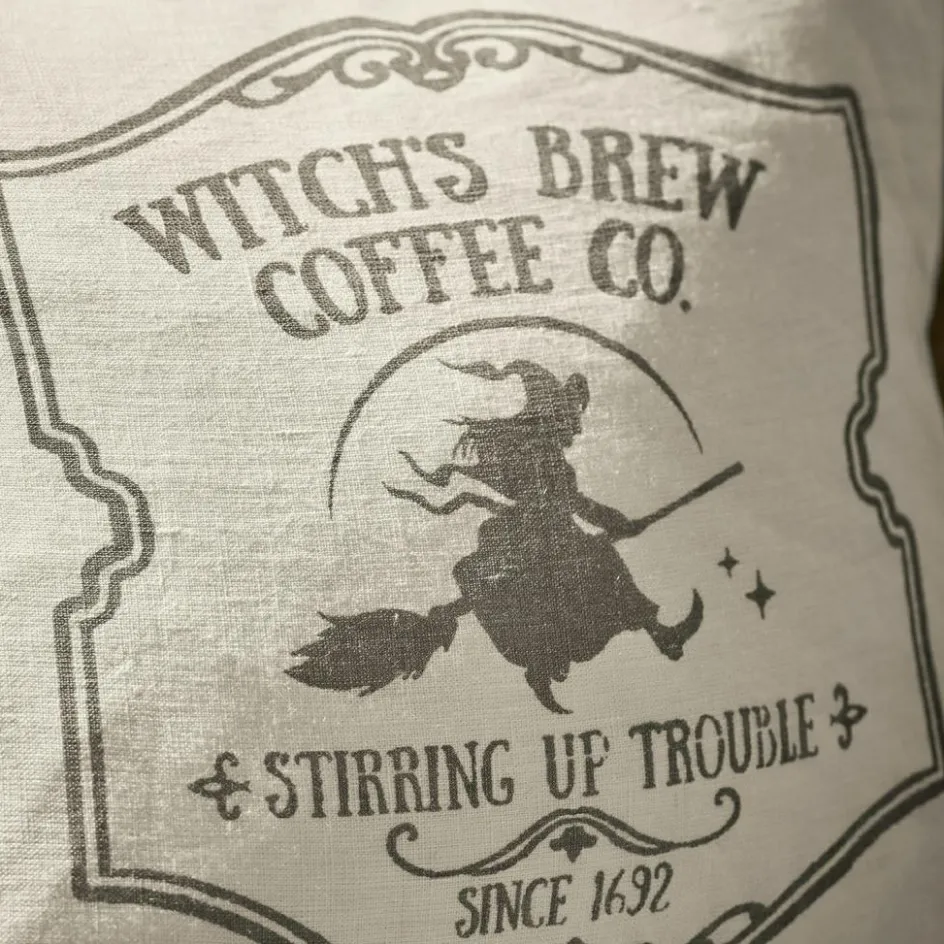 WITCH'S BREW
COFFEE CO.
STIRRING UP TROUBLE
SINCE 1692